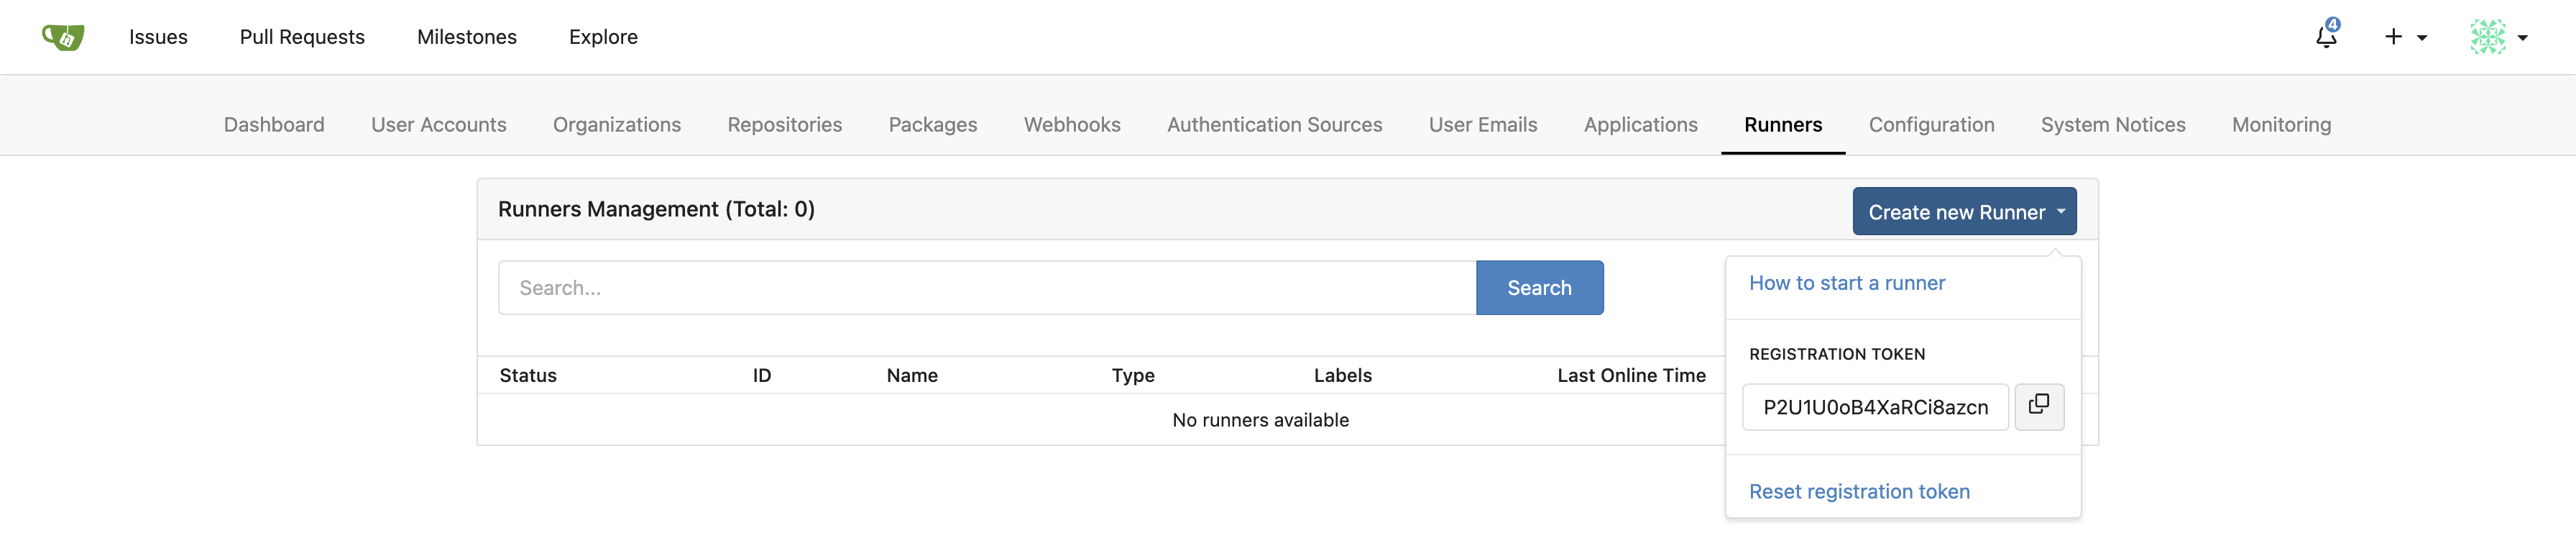 Issues Pull Requests Milestones Explore 4
Dashboard User Accounts Organizations Repositories Packages Webhooks Authentication Sources User Emails Applications Runners Configuration System Notices Monitoring
Runners Management (Total: 0) Create new Runner
Search... Search
How to start a runner
REGISTRATION TOKEN
P2U1U0oB4XaRCi8azcn
Reset registration token
Status ID Name Type Labels Last Online Time
No runners available